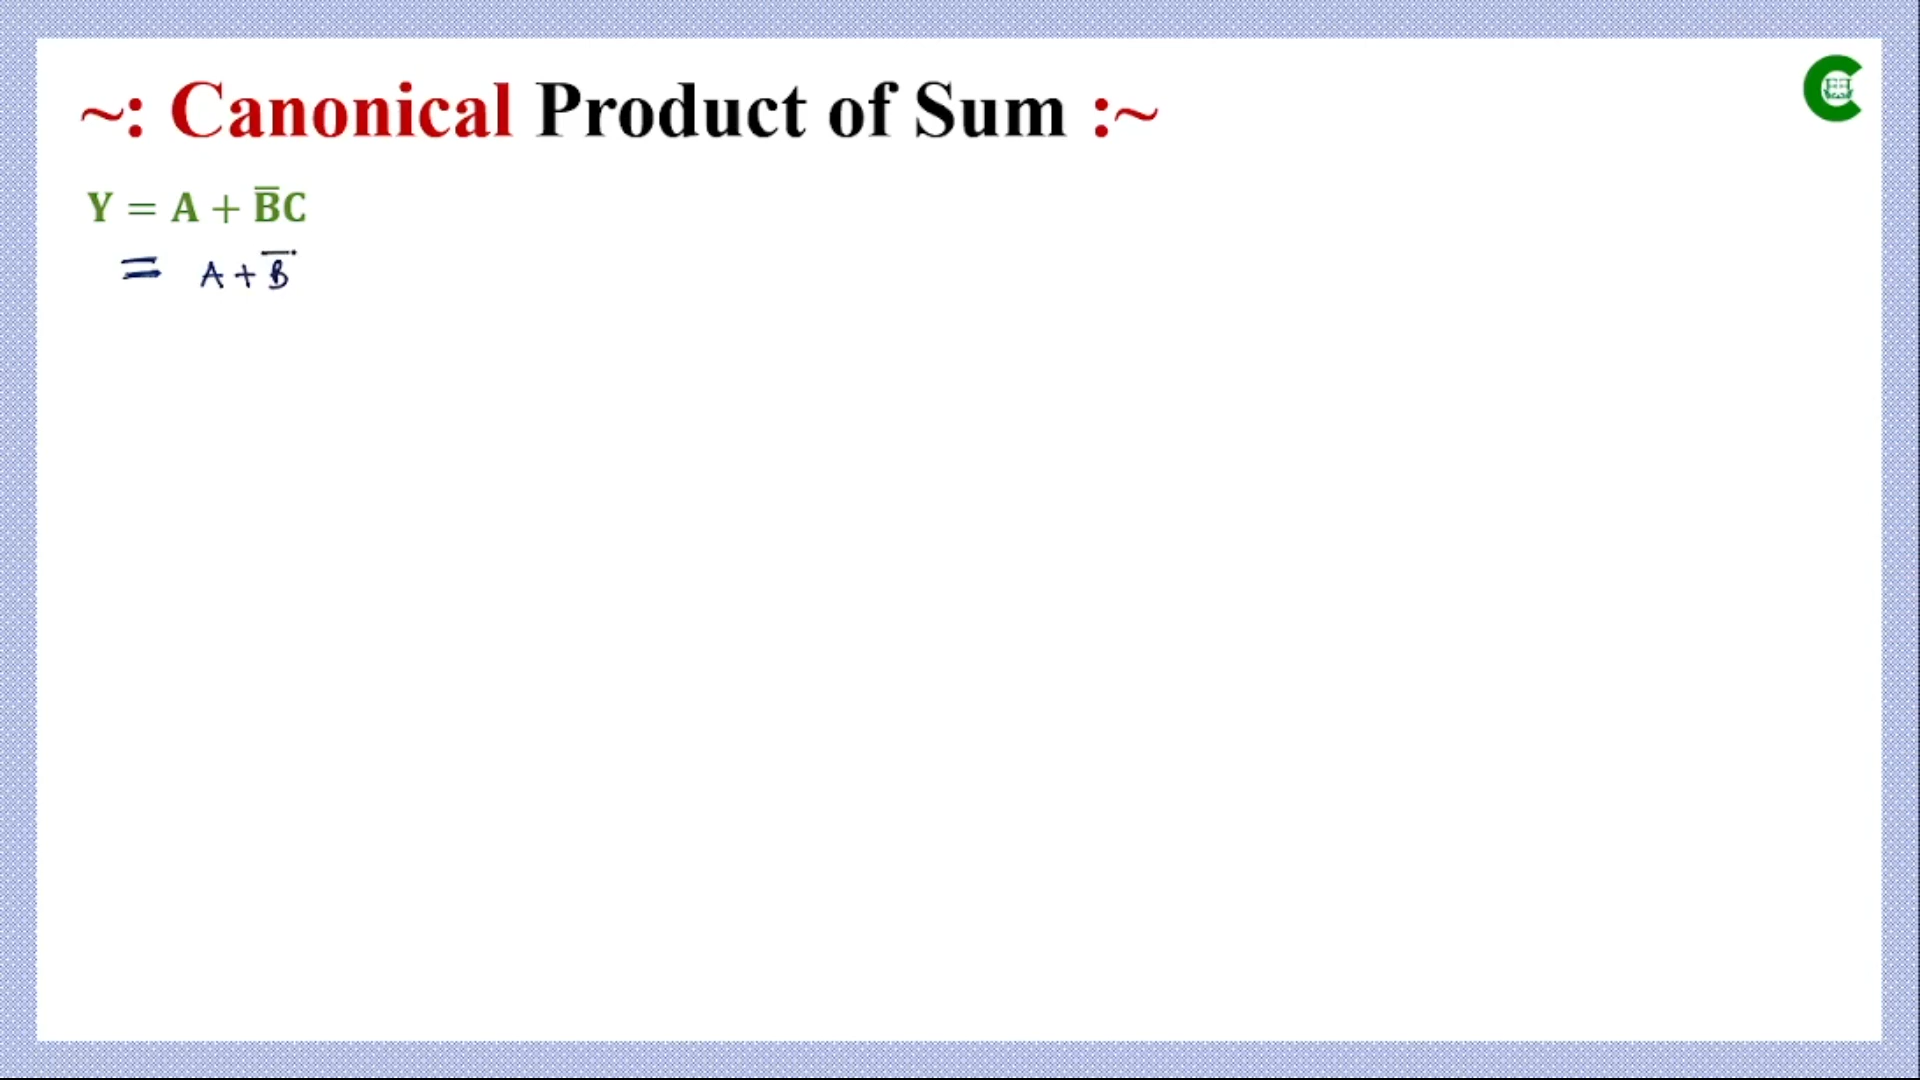 ~: Canonical Product of Sum :~
Y = A + B̅C
= A + B̅